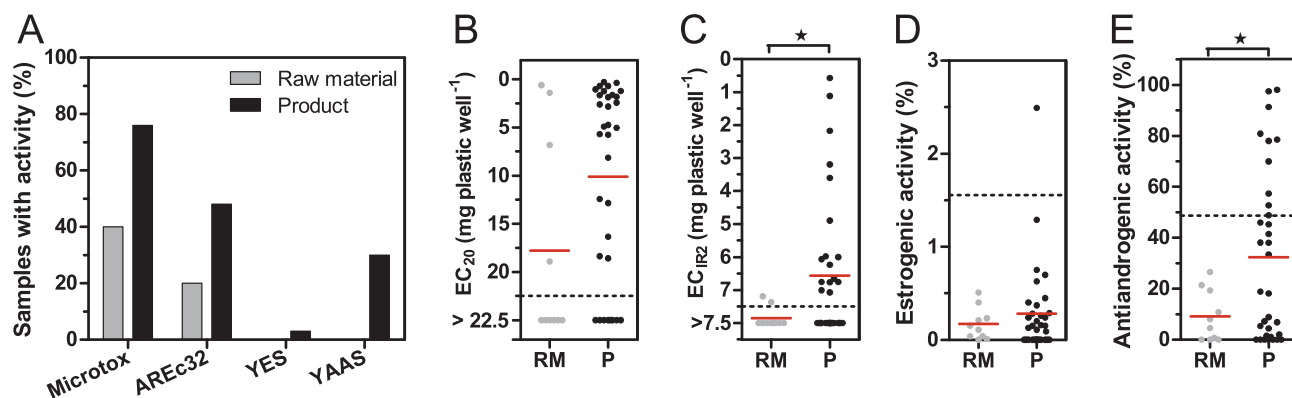 A
Samples with activity (%)
100
80
60
40
20
0
Raw material
Product
Microtox
AREc32
YES
YAAS
B
EC20 (mg plastic well-1)
0
5
10
15
20
> 22.5
RM
P
C
★
ECIR2 (mg plastic well-1)
0
1
2
3
4
5
6
7
>7.5
RM
P
D
Estrogenic activity (%)
3
2
1
0
RM
P
E
★
Antiandrogenic activity (%)
100
80
60
40
20
0
RM
P